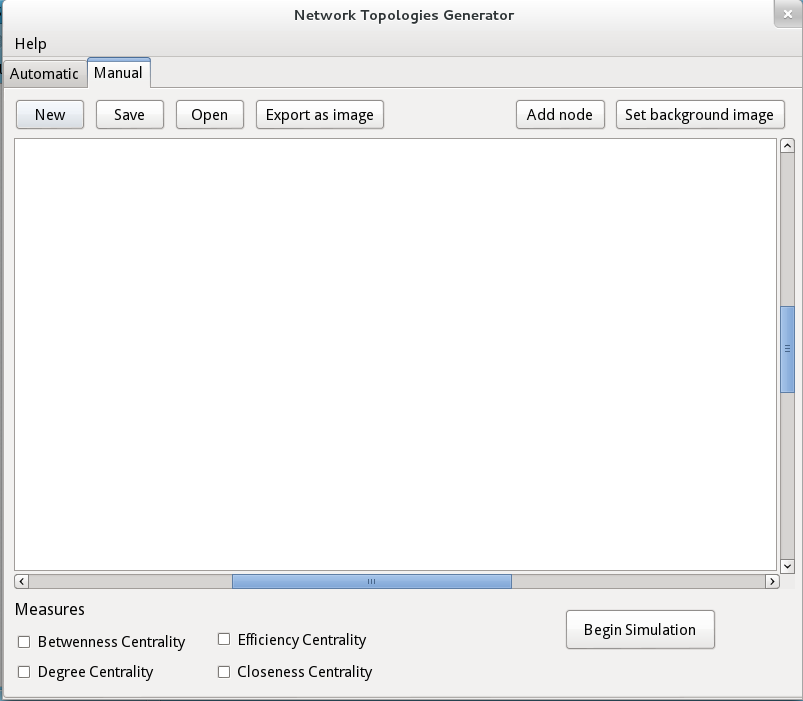 Network Topologies Generator
Help
Automatic Manual
New Save Open Export as image Add node Set background image
Measures
Betwenness Centrality Efficiency Centrality
Begin Simulation
Degree Centrality Closeness Centrality